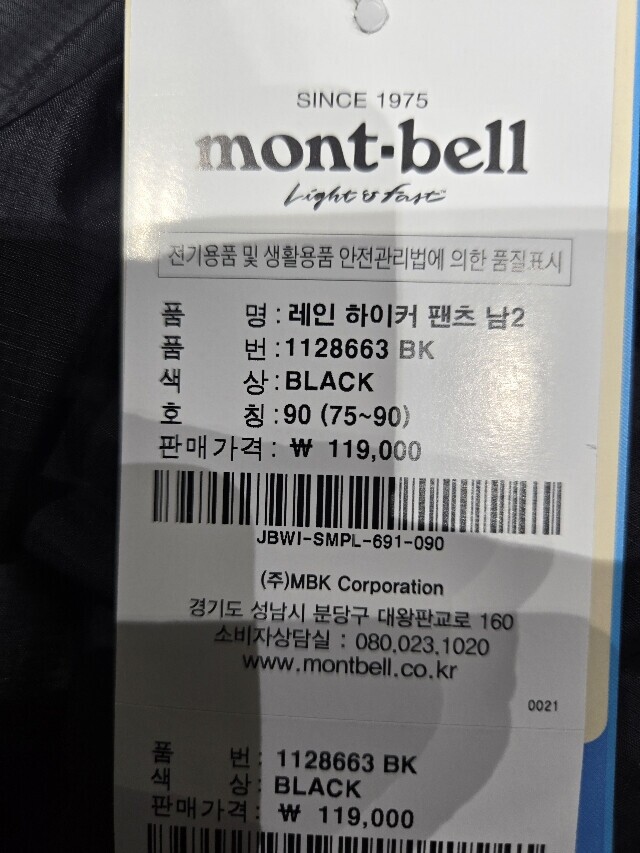 SINCE 1975
mont-bell
Light & Fast
전기용품 및 생활용품 안전관리법에 의한 품질표시
품 명 : 레인 하이커 팬츠 남2
품 번 : 1128663 BK
색 상 : BLACK
호 칭 : 90 (75~90)
판매가격 : ₩ 119,000
JBWI-SMPL-691-090
(주)MBK Corporation
경기도 성남시 분당구 대왕판교로 160
소비자상담실 : 080.023.1020
www.montbell.co.kr
0021
품 번 : 1128663 BK
색 상 : BLACK
판매가격 : ₩ 119,000